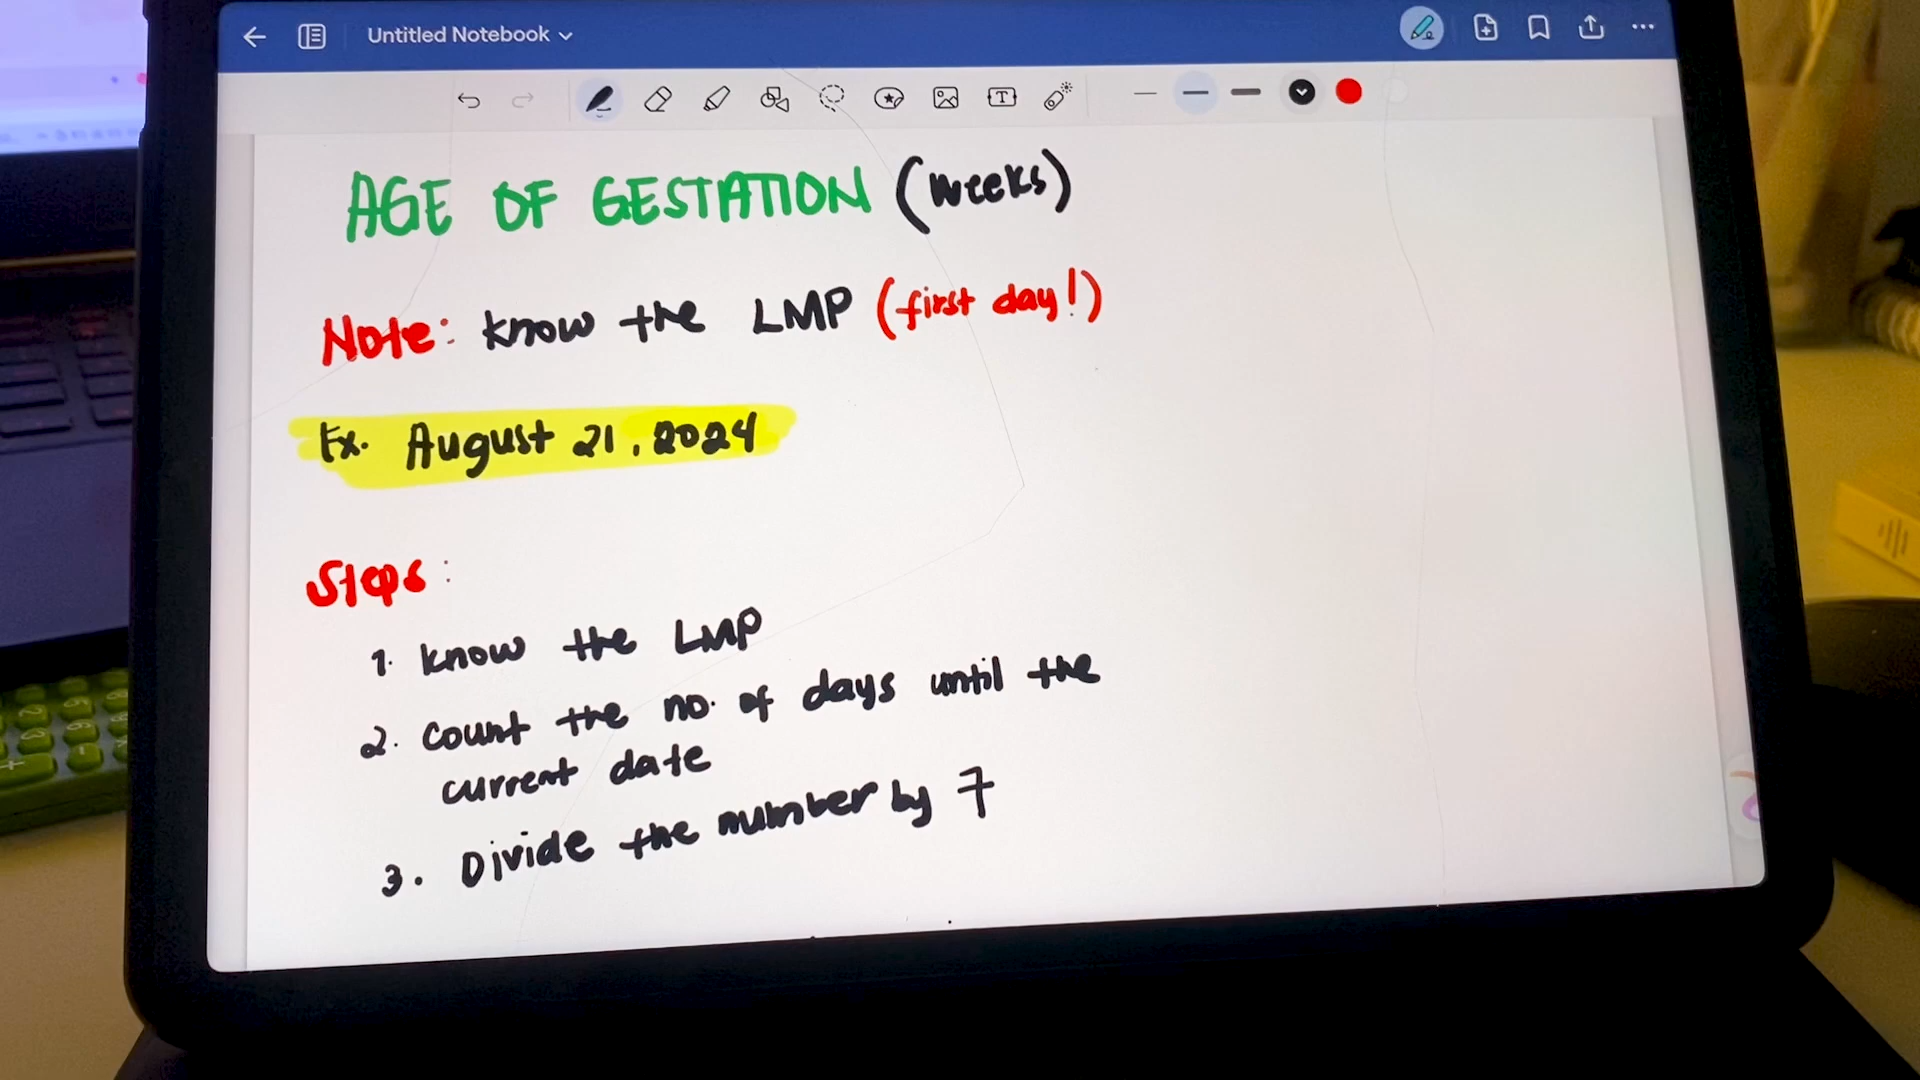 Untitled Notebook
AGE OF GESTATION (weeks)
Note: know the LMP (first day!)
Ex. August 21, 2024
Steps:
1. know the LMP
2. count the no. of days until the
current date
3. Divide the number by 7